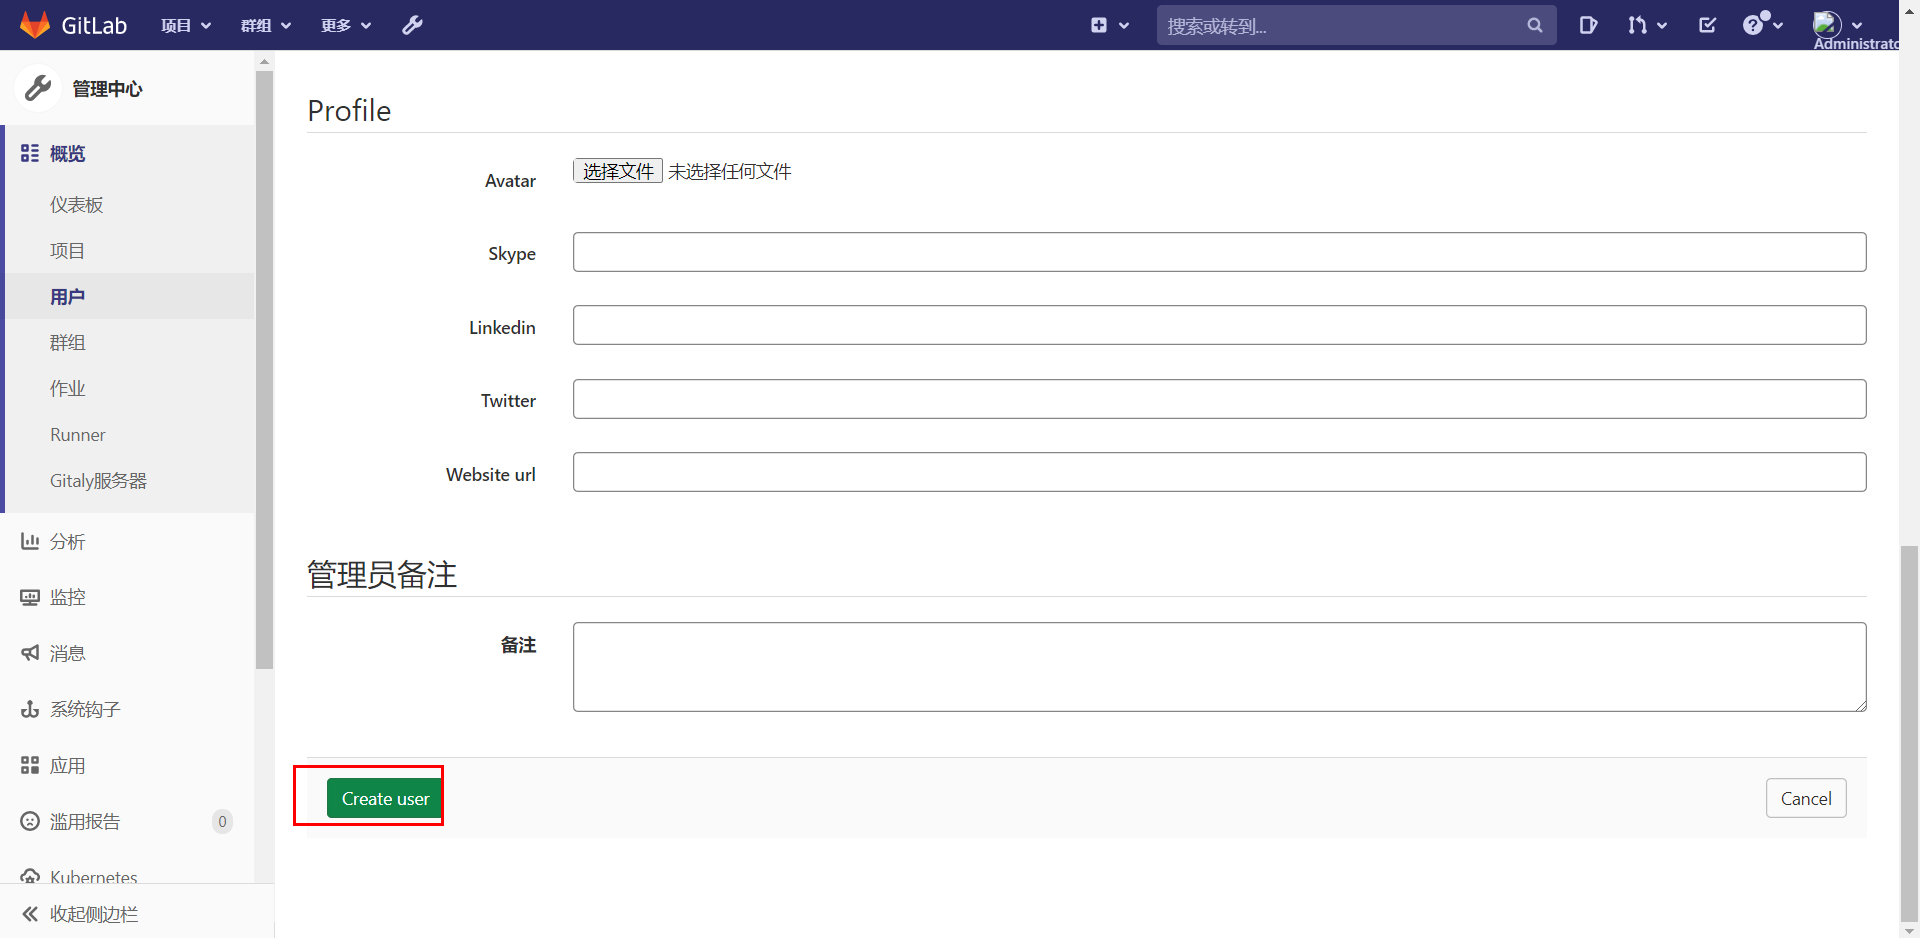 GitLab 项目 群组 更多 搜索或转到... Administrato
管理中心
概览
仪表板
项目
用户
群组
作业
Runner
Gitaly服务器
分析
监控
消息
系统钩子
应用
滥用报告 0
Kubernetes
收起侧边栏
Profile
Avatar 选择文件 未选择任何文件
Skype
Linkedin
Twitter
Website url
管理员备注
备注
Create user Cancel